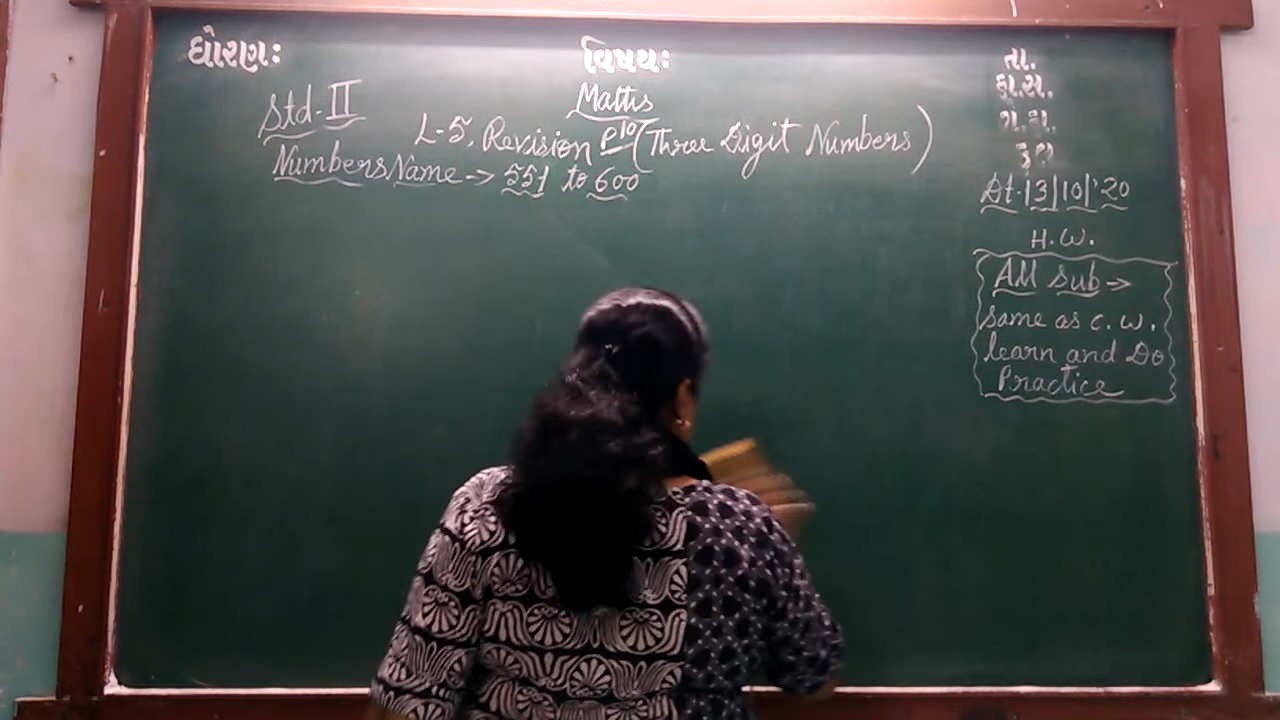 ધોરણ:
વિષય:
તા.
Std-II
Maths
L-5, Revision P10 (Three Digit Numbers)
Numbers Name -> 551 to 600
Dt-13|10|'20
H.W.
All sub ->
same as c.w.
learn and Do
Practice